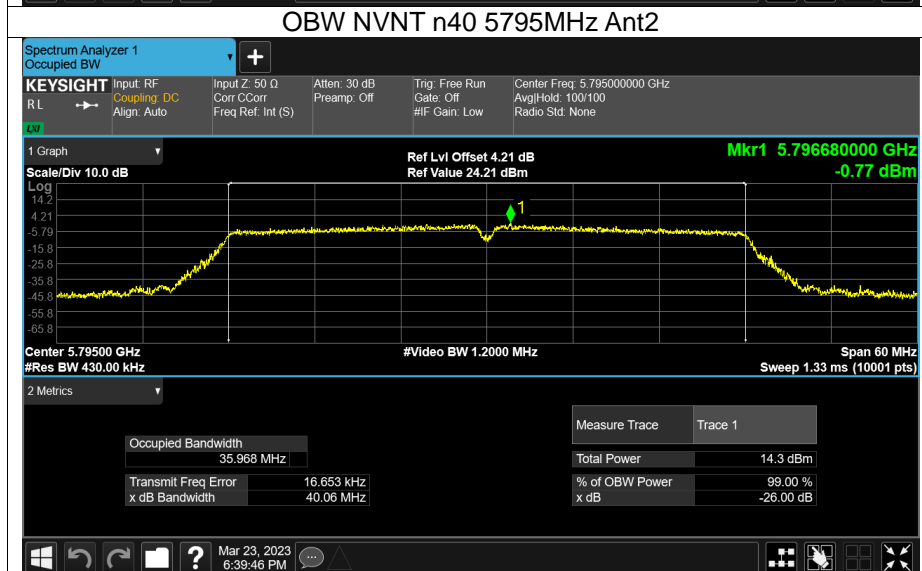 OBW NVNT n40 5795MHz Ant2
Spectrum Analyzer 1
Occupied BW
+
KEYSIGHT
R L
LXI
Input: RF
Coupling: DC
Align: Auto
Input Z: 50 Ω
Corr CCorr
Freq Ref: Int (S)
Atten: 30 dB
Preamp: Off
Trig: Free Run
Gate: Off
#IF Gain: Low
Center Freq: 5.795000000 GHz
Avg|Hold: 100/100
Radio Std: None
1 Graph
Scale/Div 10.0 dB
Ref Lvl Offset 4.21 dB
Ref Value 24.21 dBm
Mkr1 5.796680000 GHz
-0.77 dBm
Log
14.2
4.21
-5.79
-15.8
-25.8
-35.8
-45.8
-55.8
-65.8
1
Center 5.79500 GHz
#Res BW 430.00 kHz
#Video BW 1.2000 MHz
Span 60 MHz
Sweep 1.33 ms (10001 pts)
2 Metrics
Occupied Bandwidth
35.968 MHz
Transmit Freq Error 16.653 kHz
x dB Bandwidth 40.06 MHz
Measure Trace Trace 1
Total Power 14.3 dBm
% of OBW Power 99.00 %
x dB -26.00 dB
?
Mar 23, 2023
6:39:46 PM